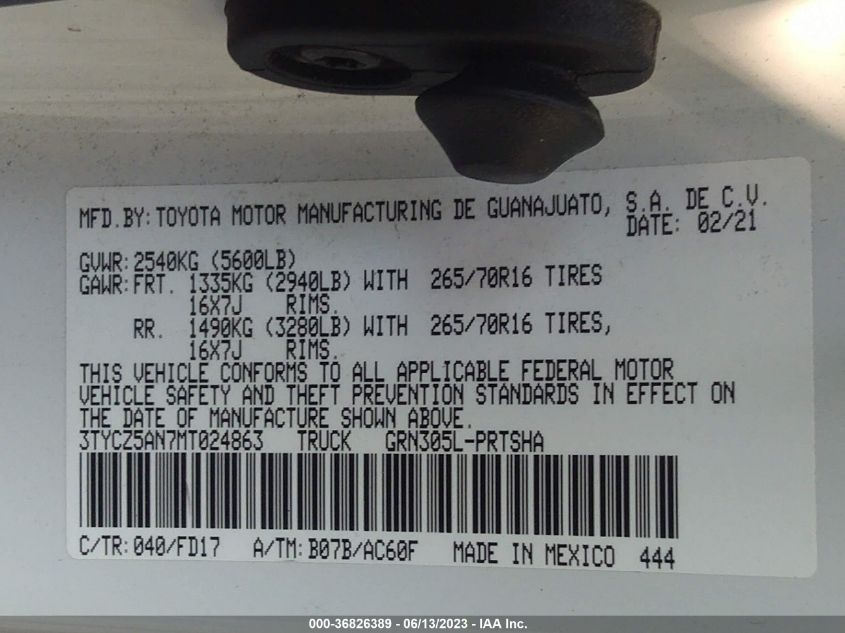 MFD.BY:TOYOTA MOTOR MANUFACTURING DE GUANAJUATO, S.A. DE C.V.
DATE: 02/21
GVWR:2540KG (5600LB)
GAWR:FRT. 1335KG (2940LB) WITH 265/70R16 TIRES
16X7J RIMS.
RR. 1490KG (3280LB) WITH 265/70R16 TIRES,
16X7J RIMS.
THIS VEHICLE CONFORMS TO ALL APPLICABLE FEDERAL MOTOR
VEHICLE SAFETY AND THEFT PREVENTION STANDARDS IN EFFECT ON
THE DATE OF MANUFACTURE SHOWN ABOVE.
3TYCZ5AN7MT024863 TRUCK GRN305L-PRTSHA
C/TR:040/FD17 A/TM:B07B/AC60F MADE IN MEXICO 444
000-36826389 - 06/13/2023 - IAA Inc.